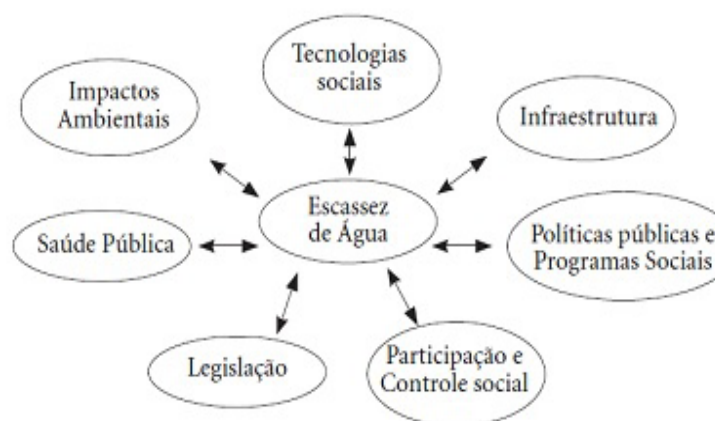 Tecnologias
sociais
Impactos
Ambientais
Infraestrutura
Escassez
de Água
Saúde Pública
Políticas públicas e
Programas Sociais
Legislação
Participação e
Controle social